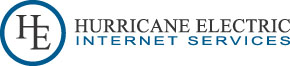 HE
HURRICANE ELECTRIC
INTERNET SERVICES